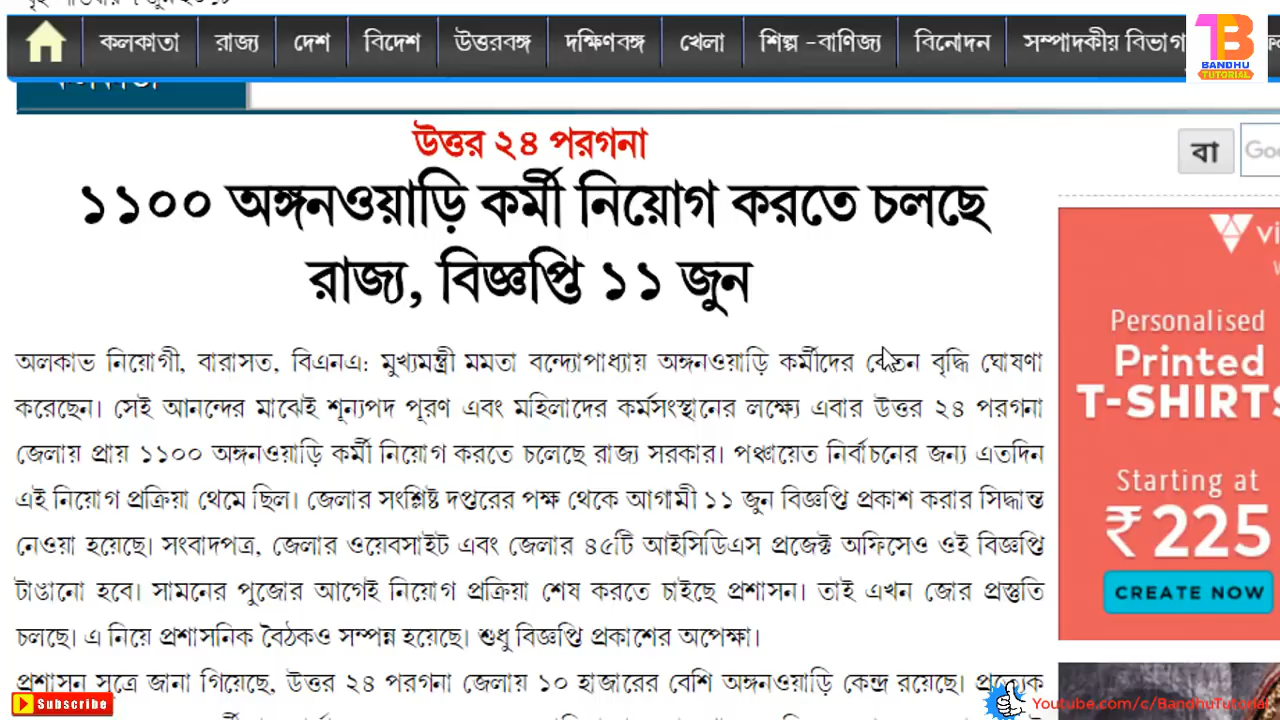 কলকাতা রাজ্য দেশ বিদেশ উত্তরবঙ্গ দক্ষিণবঙ্গ খেলা শিল্প -বাণিজ্য বিনোদন সম্পাদকীয় বিভাগ
TB
BANDHU
TUTORIAL
উত্তর ২৪ পরগনা
বা Goo
১১০০ অঙ্গনওয়াড়ি কর্মী নিয়োগ করতে চলছে
রাজ্য, বিজ্ঞপ্তি ১১ জুন
অলকাভ নিয়োগী, বারাসত, বিএনএ: মুখ্যমন্ত্রী মমতা বন্দ্যোপাধ্যায় অঙ্গনওয়াড়ি কর্মীদের বেতন বৃদ্ধি ঘোষণা
করেছেন। সেই আনন্দের মাঝেই শূন্যপদ পূরণ এবং মহিলাদের কর্মসংস্থানের লক্ষ্যে এবার উত্তর ২৪ পরগনা
জেলায় প্রায় ১১০০ অঙ্গনওয়াড়ি কর্মী নিয়োগ করতে চলেছে রাজ্য সরকার। পঞ্চায়েত নির্বাচনের জন্য এতদিন
এই নিয়োগ প্রক্রিয়া থেমে ছিল। জেলার সংশ্লিষ্ট দপ্তরের পক্ষ থেকে আগামী ১১ জুন বিজ্ঞপ্তি প্রকাশ করার সিদ্ধান্ত
নেওয়া হয়েছে। সংবাদপত্র, জেলার ওয়েবসাইট এবং জেলার ৪৫টি আইসিডিএস প্রজেক্ট অফিসেও ওই বিজ্ঞপ্তি
টাঙানো হবে। সামনের পুজোর আগেই নিয়োগ প্রক্রিয়া শেষ করতে চাইছে প্রশাসন। তাই এখন জোর প্রস্তুতি
চলছে। এ নিয়ে প্রশাসনিক বৈঠকও সম্পন্ন হয়েছে। শুধু বিজ্ঞপ্তি প্রকাশের অপেক্ষা।
প্রশাসন সূত্রে জানা গিয়েছে, উত্তর ২৪ পরগনা জেলায় ১০ হাজারের বেশি অঙ্গনওয়াড়ি কেন্দ্র রয়েছে। প্রত্যেক
Personalised
Printed
T-SHIRTS
Starting at
₹225
CREATE NOW
Subscribe
Youtube.com/c/BandhuTutorial